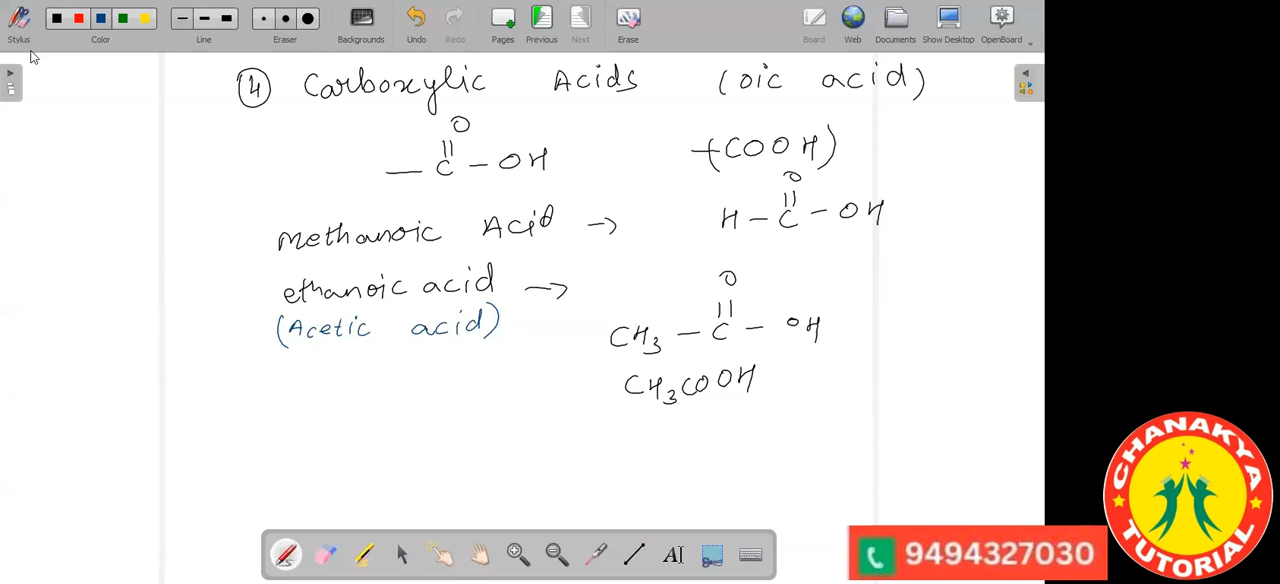 Stylus Color Line Eraser Backgrounds Undo Redo Pages Previous Next Erase Board Web Documents Show Desktop OpenBoard
4 Carboxylic Acids (oic acid)
O
||
— C — OH (COOH)
O
||
Methanoic Acid → H — C — OH
ethanoic acid → O
(Acetic acid) ||
CH3 — C — OH
CH3COOH
CHANAKYA
TUTORIAL
9494327030